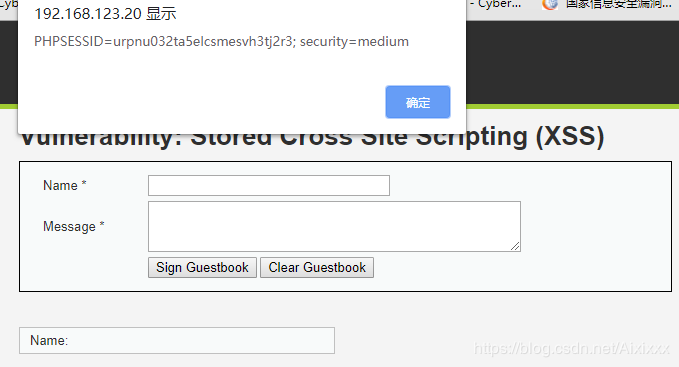 Cyb
- Cyber...
国家信息安全漏洞...
192.168.123.20 显示
PHPSESSID=urpnu032ta5elcsmesvh3tj2r3; security=medium
确定
Vulnerability: Stored Cross Site Scripting (XSS)
Name *
Message *
Sign Guestbook Clear Guestbook
Name:
https://blog.csdn.net/Aixixxx